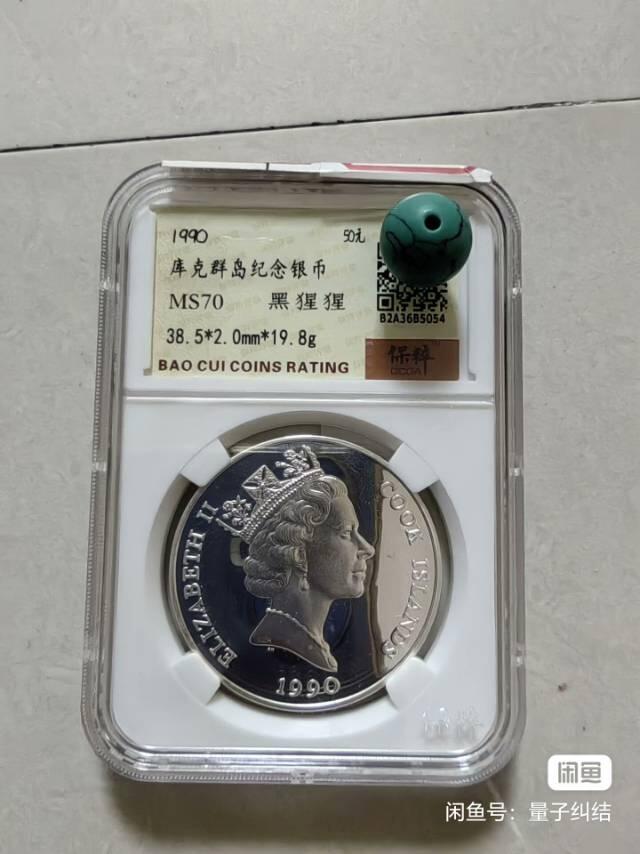 1990 50元
库克群岛纪念银币
MS70 黑猩猩
38.5*2.0mm*19.8g
B2A36B5054
BAO CUI COINS RATING
保粹
ELIZABETH II
COOK ISLANDS
1990
闲鱼
闲鱼号：量子纠结